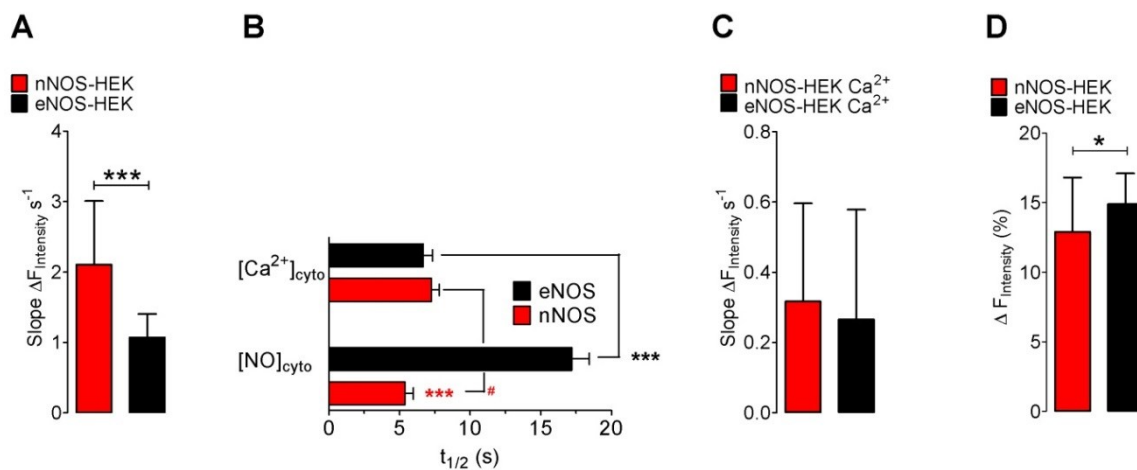 A
nNOS-HEK
eNOS-HEK
Slope ΔF_Intensity s⁻¹
4
3
2
1
0
***
B
[Ca²⁺]cyto
[NO]cyto
eNOS
nNOS
***
***
#
0
5
10
15
20
t₁/₂ (s)
C
nNOS-HEK Ca²⁺
eNOS-HEK Ca²⁺
Slope ΔF_Intensity s⁻¹
0.8
0.6
0.4
0.2
0.0
D
nNOS-HEK
eNOS-HEK
Δ F_Intensity (%)
20
15
10
5
0
*